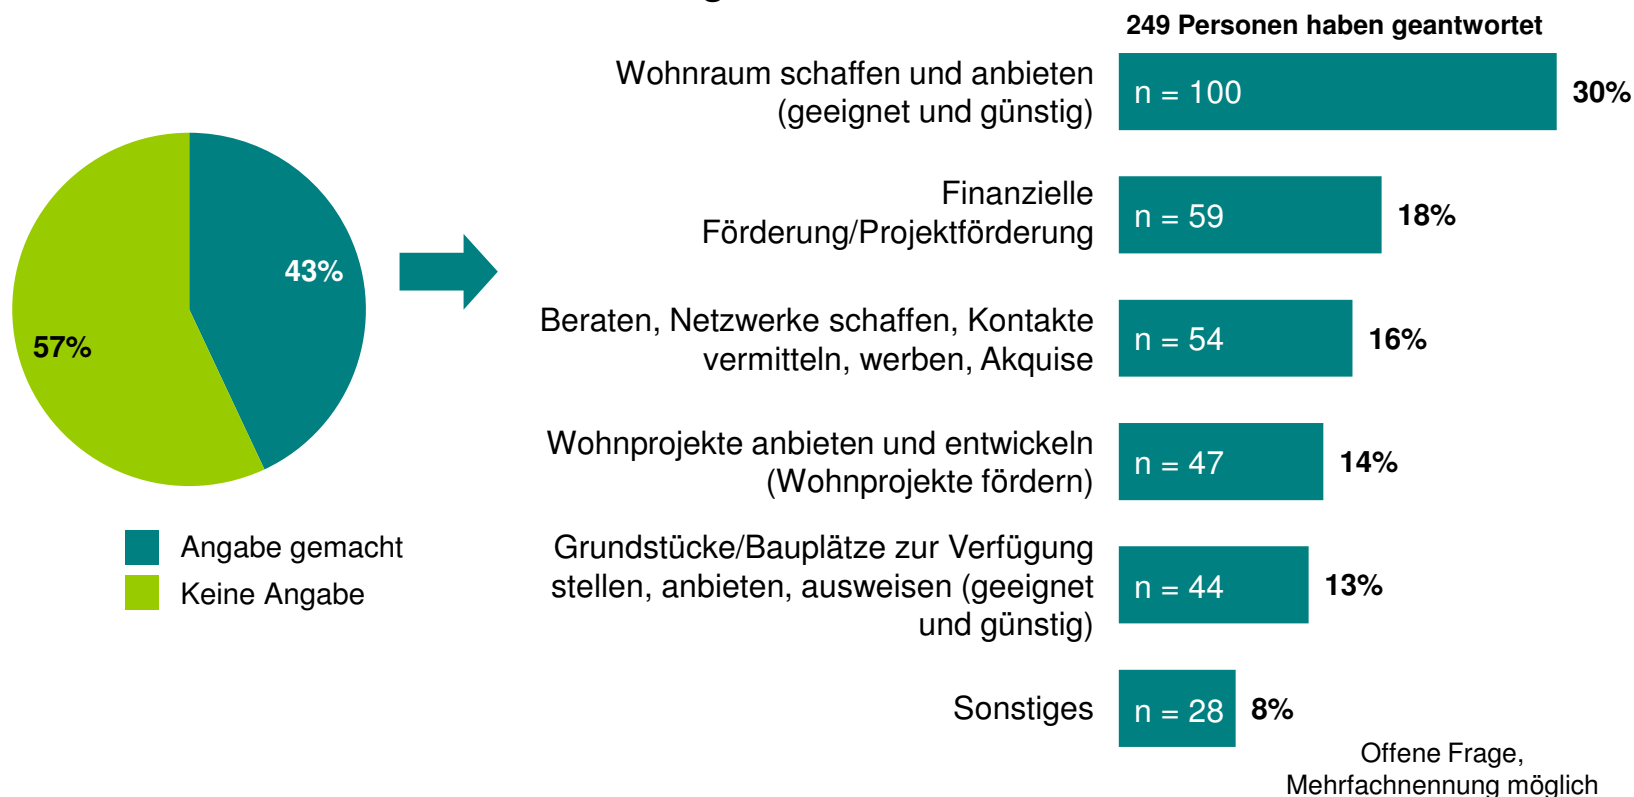 249 Personen haben geantwortet
Wohnraum schaffen und anbieten
(geeignet und günstig)
n = 100
30%
Finanzielle
Förderung/Projektförderung
n = 59
18%
43%
57%
Beraten, Netzwerke schaffen, Kontakte
vermitteln, werben, Akquise
n = 54
16%
Wohnprojekte anbieten und entwickeln
(Wohnprojekte fördern)
n = 47
14%
Angabe gemacht
Keine Angabe
Grundstücke/Bauplätze zur Verfügung
stellen, anbieten, ausweisen (geeignet
und günstig)
n = 44
13%
Sonstiges
n = 28
8%
Offene Frage,
Mehrfachnennung möglich